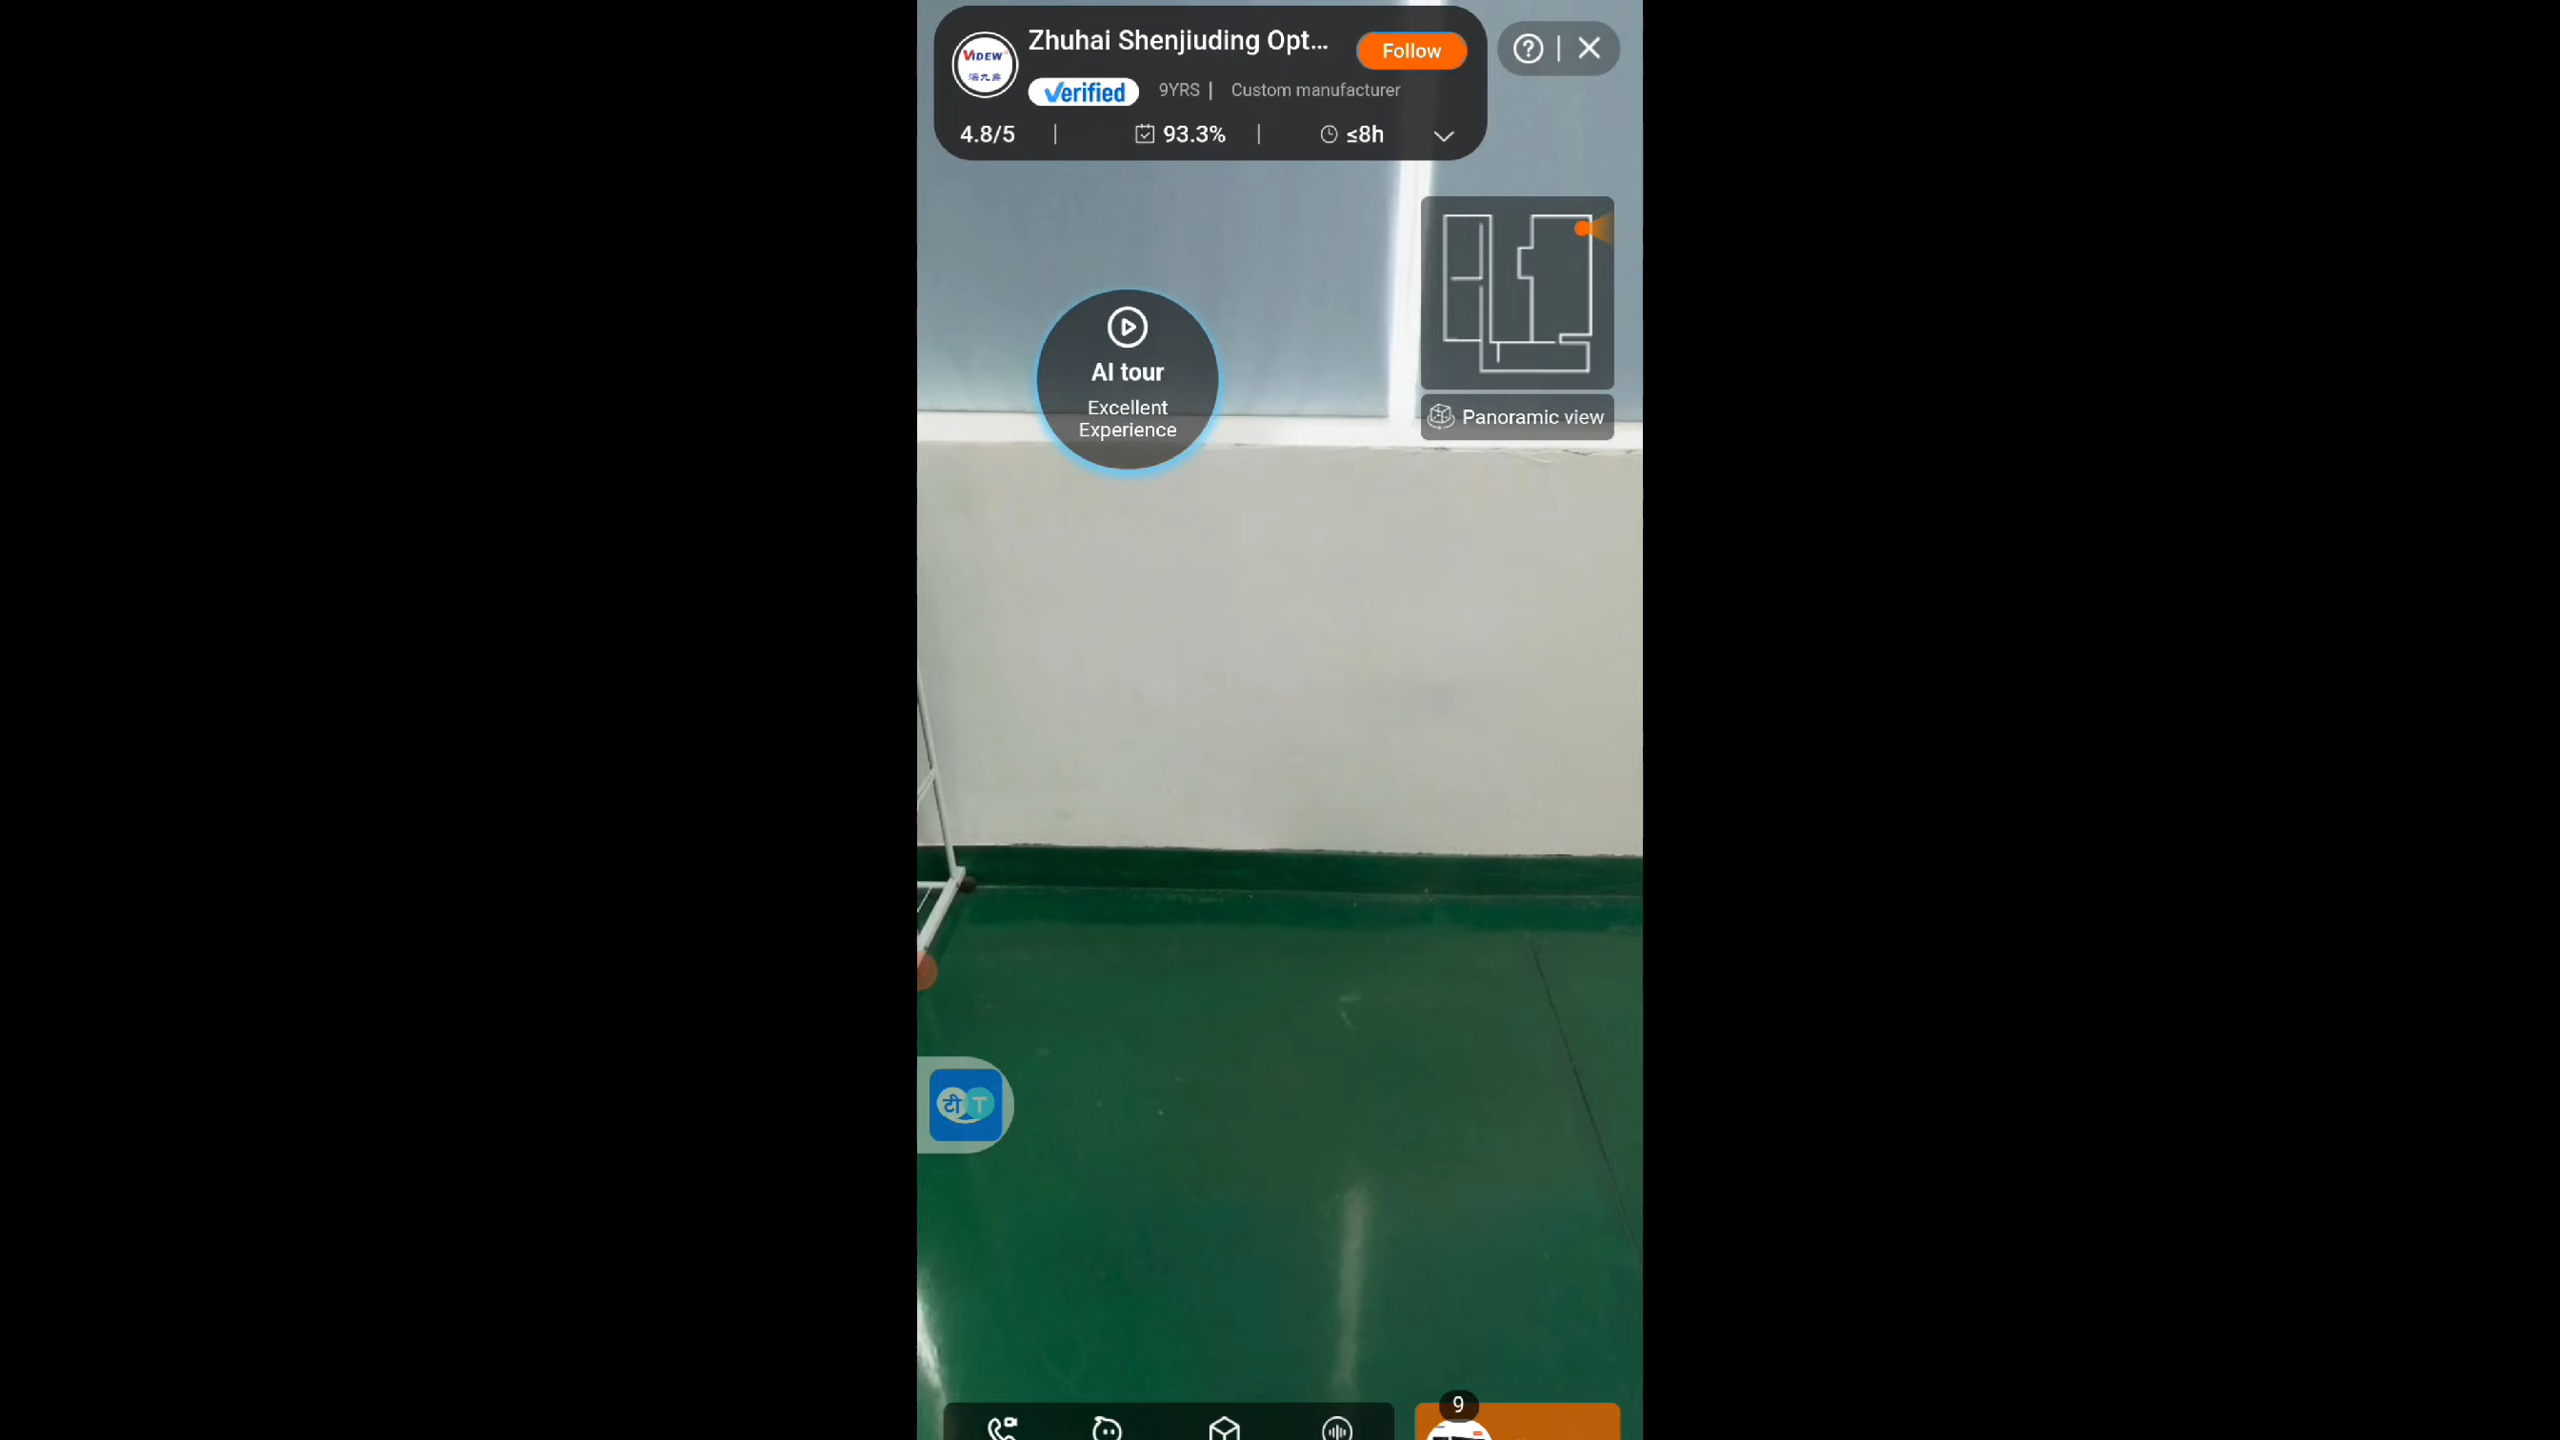 VIDEW
Zhuhai Shenjiuding Opt...
Follow
Verified
9YRS | Custom manufacturer
4.8/5 | 93.3% | ≤8h
AI tour
Excellent
Experience
Panoramic view
टी T
9